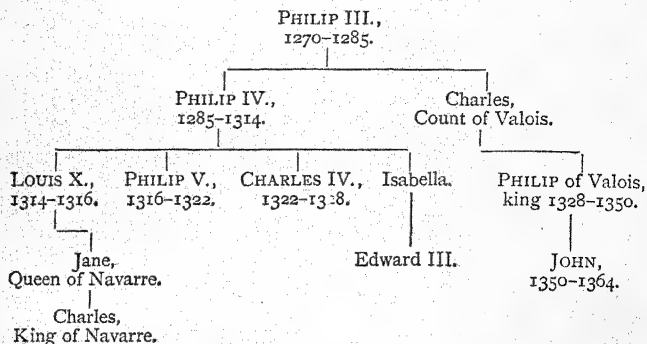 PHILIP III.,
1270–1285.
PHILIP IV.,
1285–1314.
Charles,
Count of Valois.
LOUIS X.,
1314–1316.
PHILIP V.,
1316–1322.
CHARLES IV.,
1322–1328.
Isabella.
PHILIP of Valois,
king 1328–1350.
Jane,
Queen of Navarre.
Edward III.
JOHN,
1350–1364.
Charles,
King of Navarre.